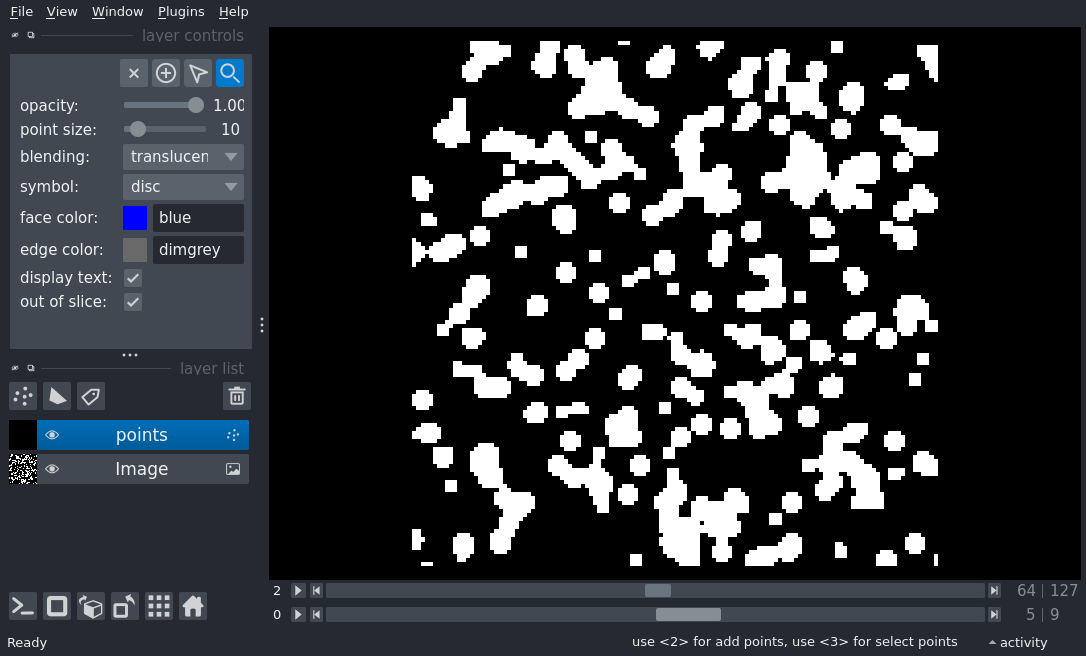 File View Window Plugins Help
layer controls
opacity: 1.00
point size: 10
blending: translucen
symbol: disc
face color: blue
edge color: dimgrey
display text:
out of slice:
layer list
points
Image
2 64 | 127
0 5 | 9
Ready use <2> for add points, use <3> for select points activity